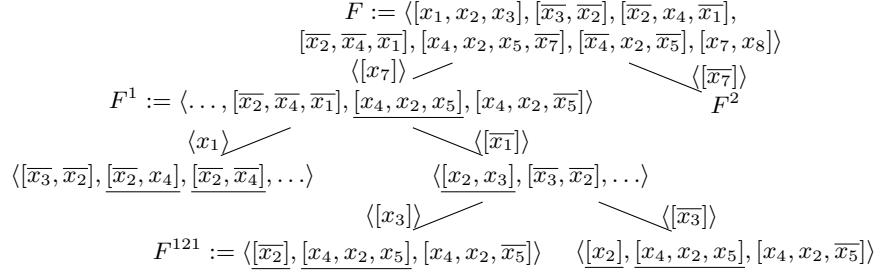 F := ⟨[x₁, x₂, x₃], [x̅₃, x̅₂], [x̅₂, x₄, x̅₁],
[x̅₂, x̅₄, x̅₁], [x₄, x₂, x₅, x̅₇], [x̅₄, x₂, x̅₅], [x₇, x₈]⟩
⟨[x₇]⟩ ⟨[x̅₇]⟩
F¹ := ⟨…, [x̅₂, x̅₄, x̅₁], [x₄, x₂, x₅], [x₄, x₂, x̅₅]⟩ F²
⟨x₁⟩ ⟨[x̅₁]⟩
⟨[x̅₃, x̅₂], [x̅₂, x₄], [x̅₂, x̅₄], …⟩ ⟨[x₂, x₃], [x̅₃, x̅₂], …⟩
⟨[x₃]⟩ ⟨[x̅₃]⟩
F¹²¹ := ⟨[x̅₂], [x₄, x₂, x₅], [x₄, x₂, x̅₅]⟩ ⟨[x₂], [x₄, x₂, x₅], [x₄, x₂, x̅₅]⟩